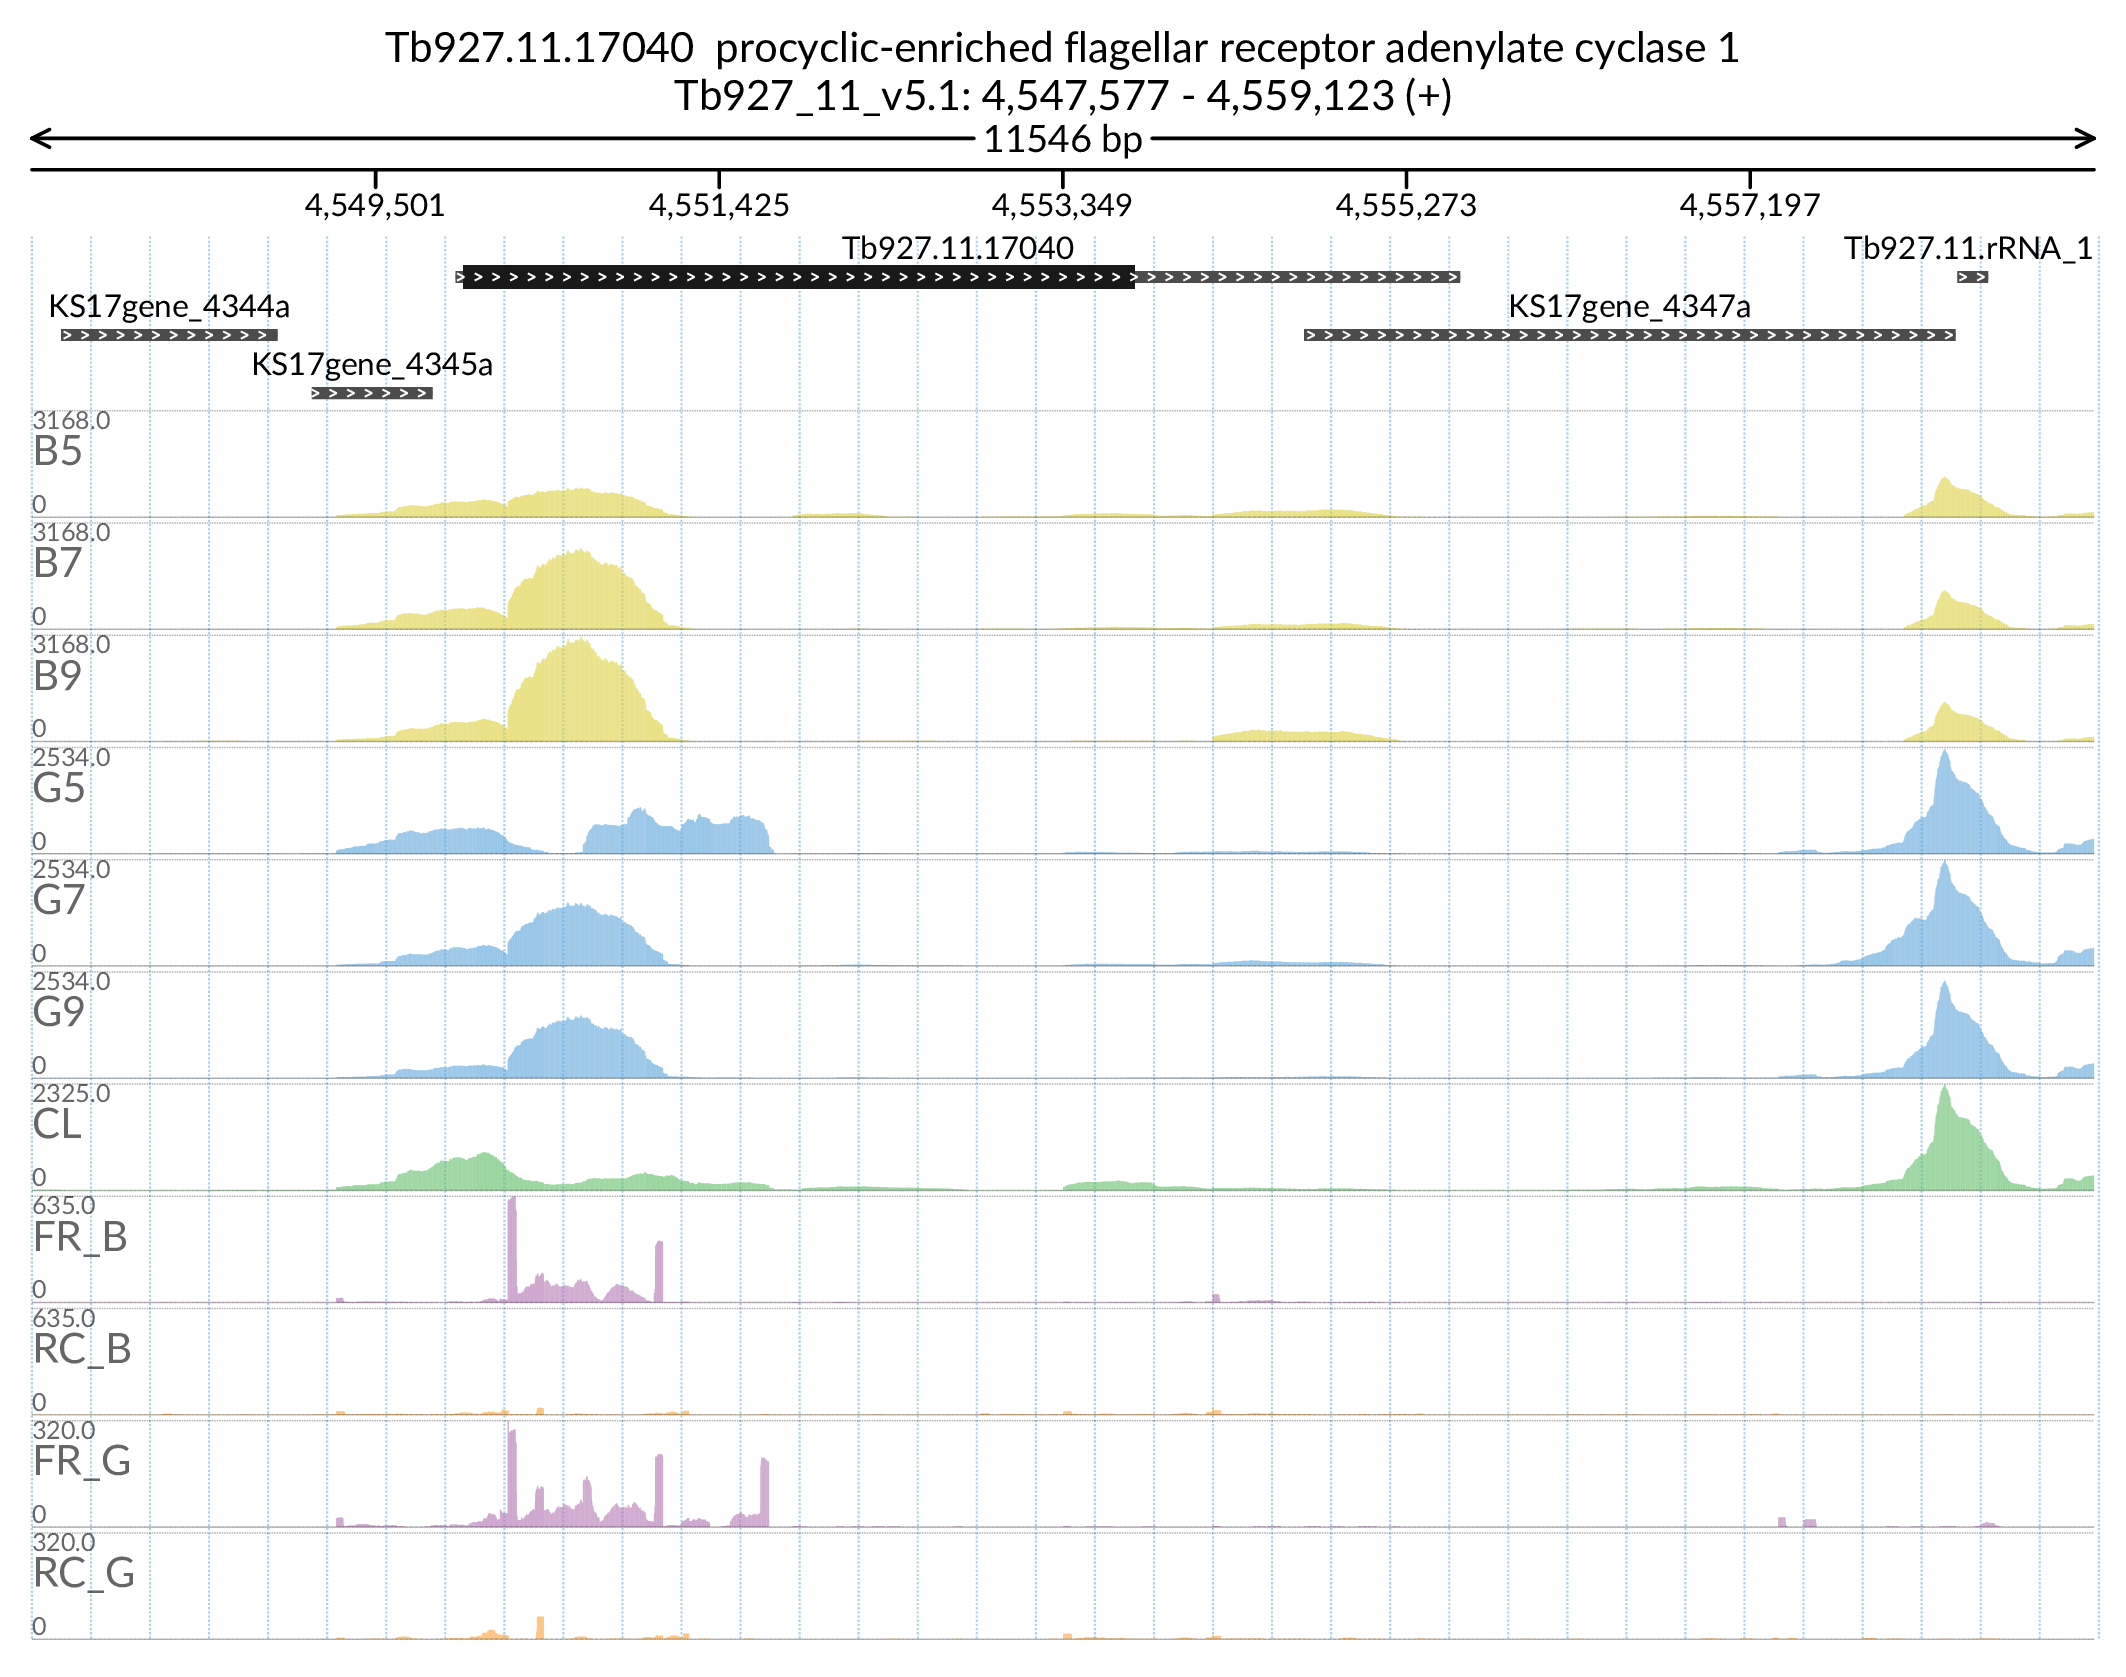 Tb927.11.17040  procyclic-enriched flagellar receptor adenylate cyclase 1
Tb927_11_v5.1: 4,547,577 - 4,559,123 (+)
11546 bp
4,549,501 4,551,425 4,553,349 4,555,273 4,557,197
Tb927.11.17040 Tb927.11.rRNA_1
KS17gene_4344a KS17gene_4347a
KS17gene_4345a
3168.0
B5
0
3168.0
B7
0
3168.0
B9
0
2534.0
G5
0
2534.0
G7
0
2534.0
G9
0
2325.0
CL
0
635.0
FR_B
0
635.0
RC_B
0
320.0
FR_G
0
320.0
RC_G
0